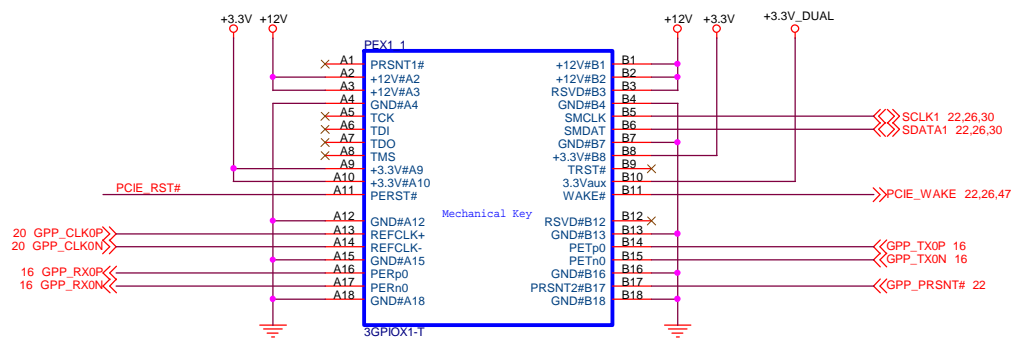 +3.3V +12V +12V +3.3V +3.3V_DUAL
PEX1_1
A1 PRSNT1# +12V#B1 B1
A2 +12V#A2 +12V#B2 B2
A3 +12V#A3 RSVD#B3 B3
A4 GND#A4 GND#B4 B4
A5 TCK SMCLK B5 SCLK1 22,26,30
A6 TDI SMDAT B6 SDATA1 22,26,30
A7 TDO GND#B7 B7
A8 TMS +3.3V#B8 B8
A9 +3.3V#A9 TRST# B9
A10 +3.3V#A10 3.3Vaux B10
PCIE_RST# A11 PERST# WAKE# B11 PCIE_WAKE 22,26,47
Mechanical Key
A12 GND#A12 RSVD#B12 B12
20 GPP_CLK0P A13 REFCLK+ GND#B13 B13
20 GPP_CLK0N A14 REFCLK- PETp0 B14 GPP_TX0P 16
A15 GND#A15 PETn0 B15 GPP_TX0N 16
16 GPP_RX0P A16 PERp0 GND#B16 B16
16 GPP_RX0N A17 PERn0 PRSNT2#B17 B17 GPP_PRSNT# 22
A18 GND#A18 GND#B18 B18
3GPIOX1-T